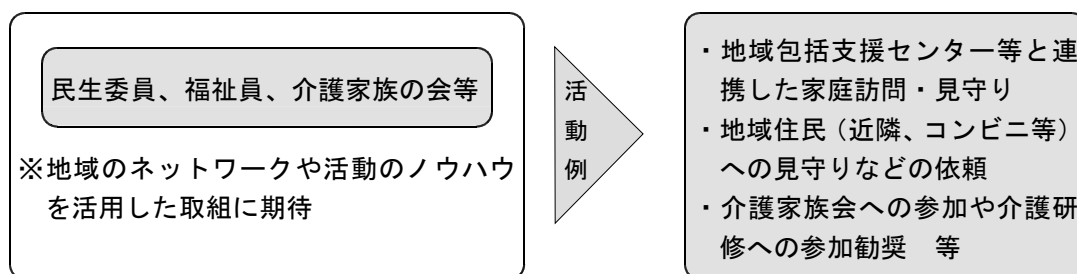 民生委員、福祉員、介護家族の会等
※地域のネットワークや活動のノウハウ
を活用した取組に期待
活
動
例
・地域包括支援センター等と連
携した家庭訪問・見守り
・地域住民（近隣、コンビニ等）
への見守りなどの依頼
・介護家族会への参加や介護研
修への参加勧奨　等